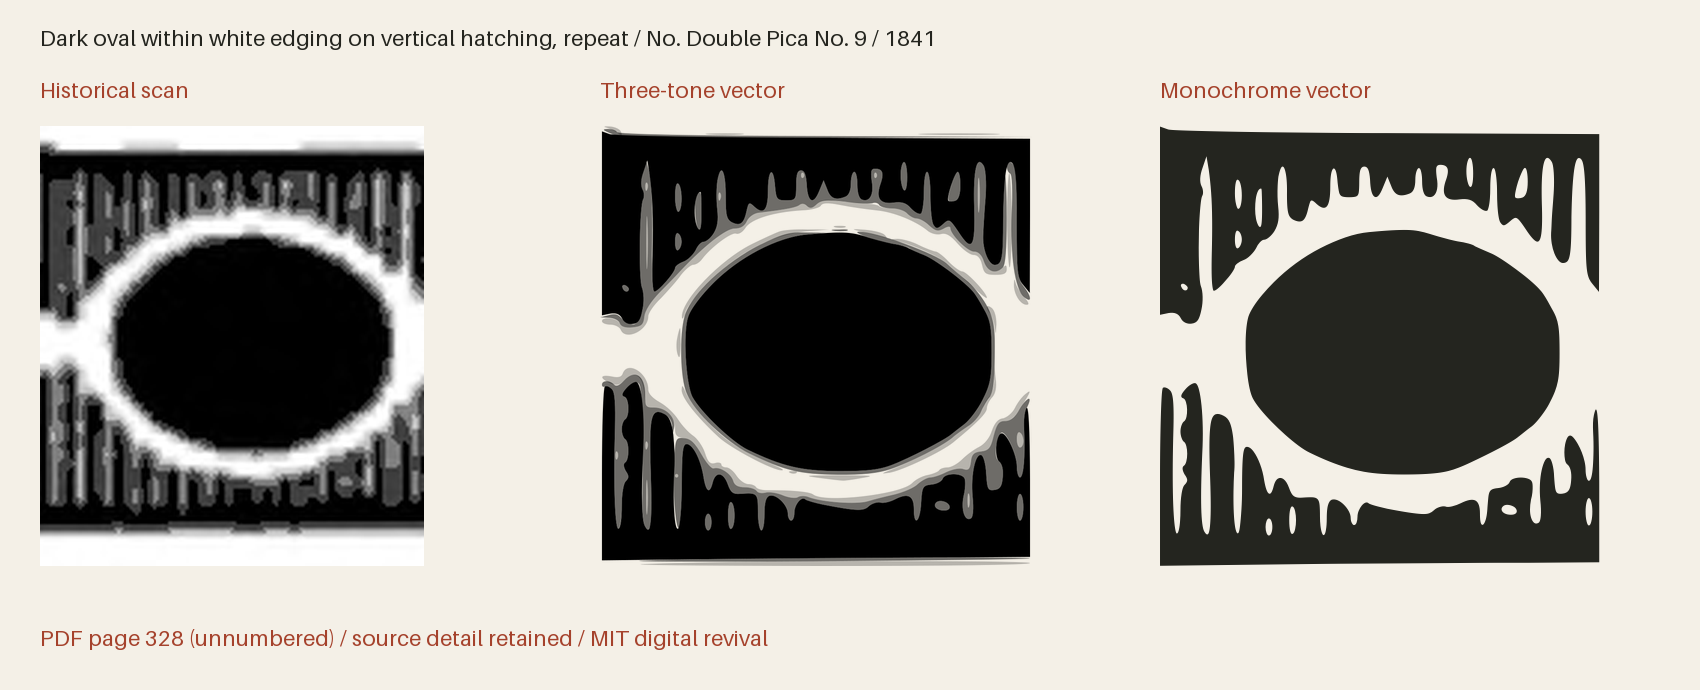 Dark oval within white edging on vertical hatching, repeat / No. Double Pica No. 9 / 1841
Historical scan
Three-tone vector
Monochrome vector
PDF page 328 (unnumbered) / source detail retained / MIT digital revival